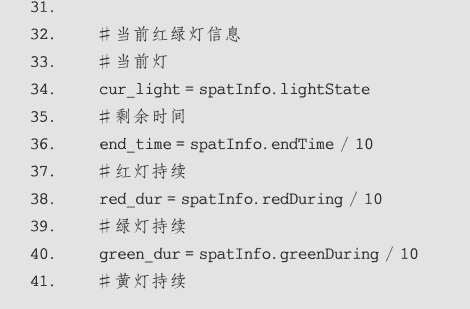 31.
32. #当前红绿灯信息
33. #当前灯
34. cur_light = spatInfo.lightState
35. #剩余时间
36. end_time = spatInfo.endTime / 10
37. #红灯持续
38. red_dur = spatInfo.redDuring / 10
39. #绿灯持续
40. green_dur = spatInfo.greenDuring / 10
41. #黄灯持续